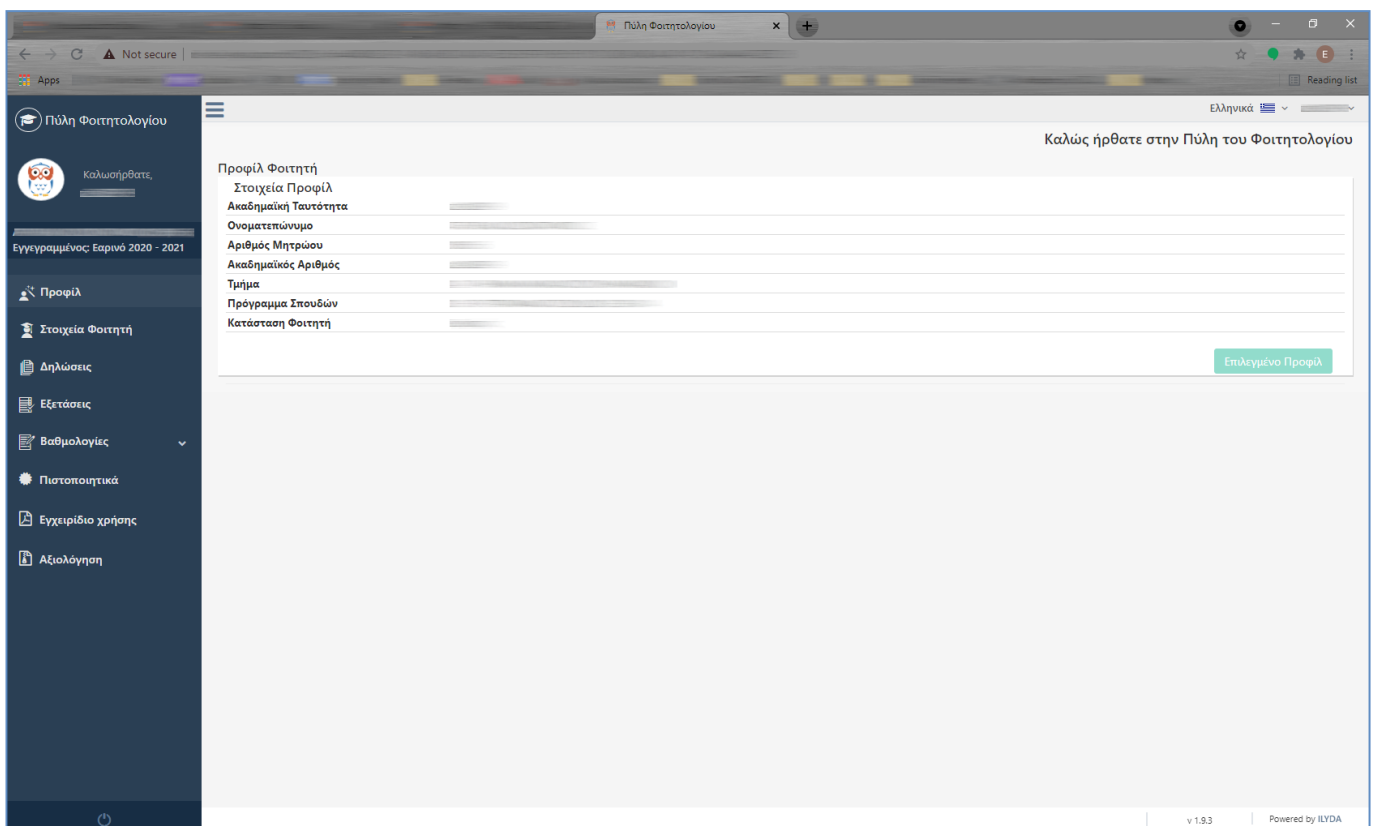 Πύλη Φοιτητολογίου
Not secure
Apps
Reading list
Πύλη Φοιτητολογίου
Ελληνικά
Καλώς ήρθατε στην Πύλη του Φοιτητολογίου
Καλωσήρθατε,
Εγγεγραμμένος: Εαρινό 2020 - 2021
Προφίλ
Στοιχεία Φοιτητή
Δηλώσεις
Εξετάσεις
Βαθμολογίες
Πιστοποιητικά
Εγχειρίδιο χρήσης
Αξιολόγηση
Προφίλ Φοιτητή
Στοιχεία Προφίλ
Ακαδημαϊκή Ταυτότητα
Ονοματεπώνυμο
Αριθμός Μητρώου
Ακαδημαϊκός Αριθμός
Τμήμα
Πρόγραμμα Σπουδών
Κατάσταση Φοιτητή
Επιλεγμένο Προφίλ
E
v 1.9.3
Powered by ILYDA